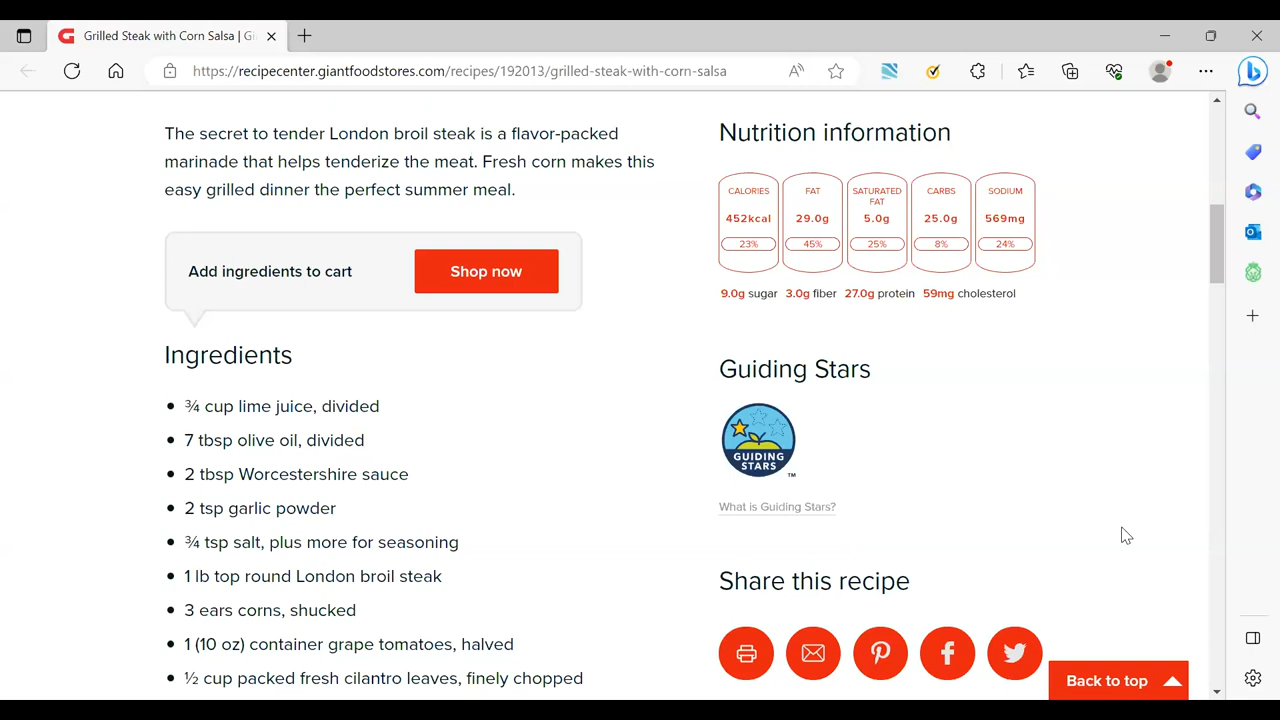 Grilled Steak with Corn Salsa | Gi
https://recipecenter.giantfoodstores.com/recipes/192013/grilled-steak-with-corn-salsa
The secret to tender London broil steak is a flavor-packed
marinade that helps tenderize the meat. Fresh corn makes this
easy grilled dinner the perfect summer meal.
Add ingredients to cart
Shop now
Ingredients
¾ cup lime juice, divided
7 tbsp olive oil, divided
2 tbsp Worcestershire sauce
2 tsp garlic powder
¾ tsp salt, plus more for seasoning
1 lb top round London broil steak
3 ears corns, shucked
1 (10 oz) container grape tomatoes, halved
½ cup packed fresh cilantro leaves, finely chopped
Nutrition information
CALORIES
452kcal
23%
FAT
29.0g
45%
SATURATED
FAT
5.0g
25%
CARBS
25.0g
8%
SODIUM
569mg
24%
9.0g sugar 3.0g fiber 27.0g protein 59mg cholesterol
Guiding Stars
GUIDING
STARS
TM
What is Guiding Stars?
Share this recipe
Back to top